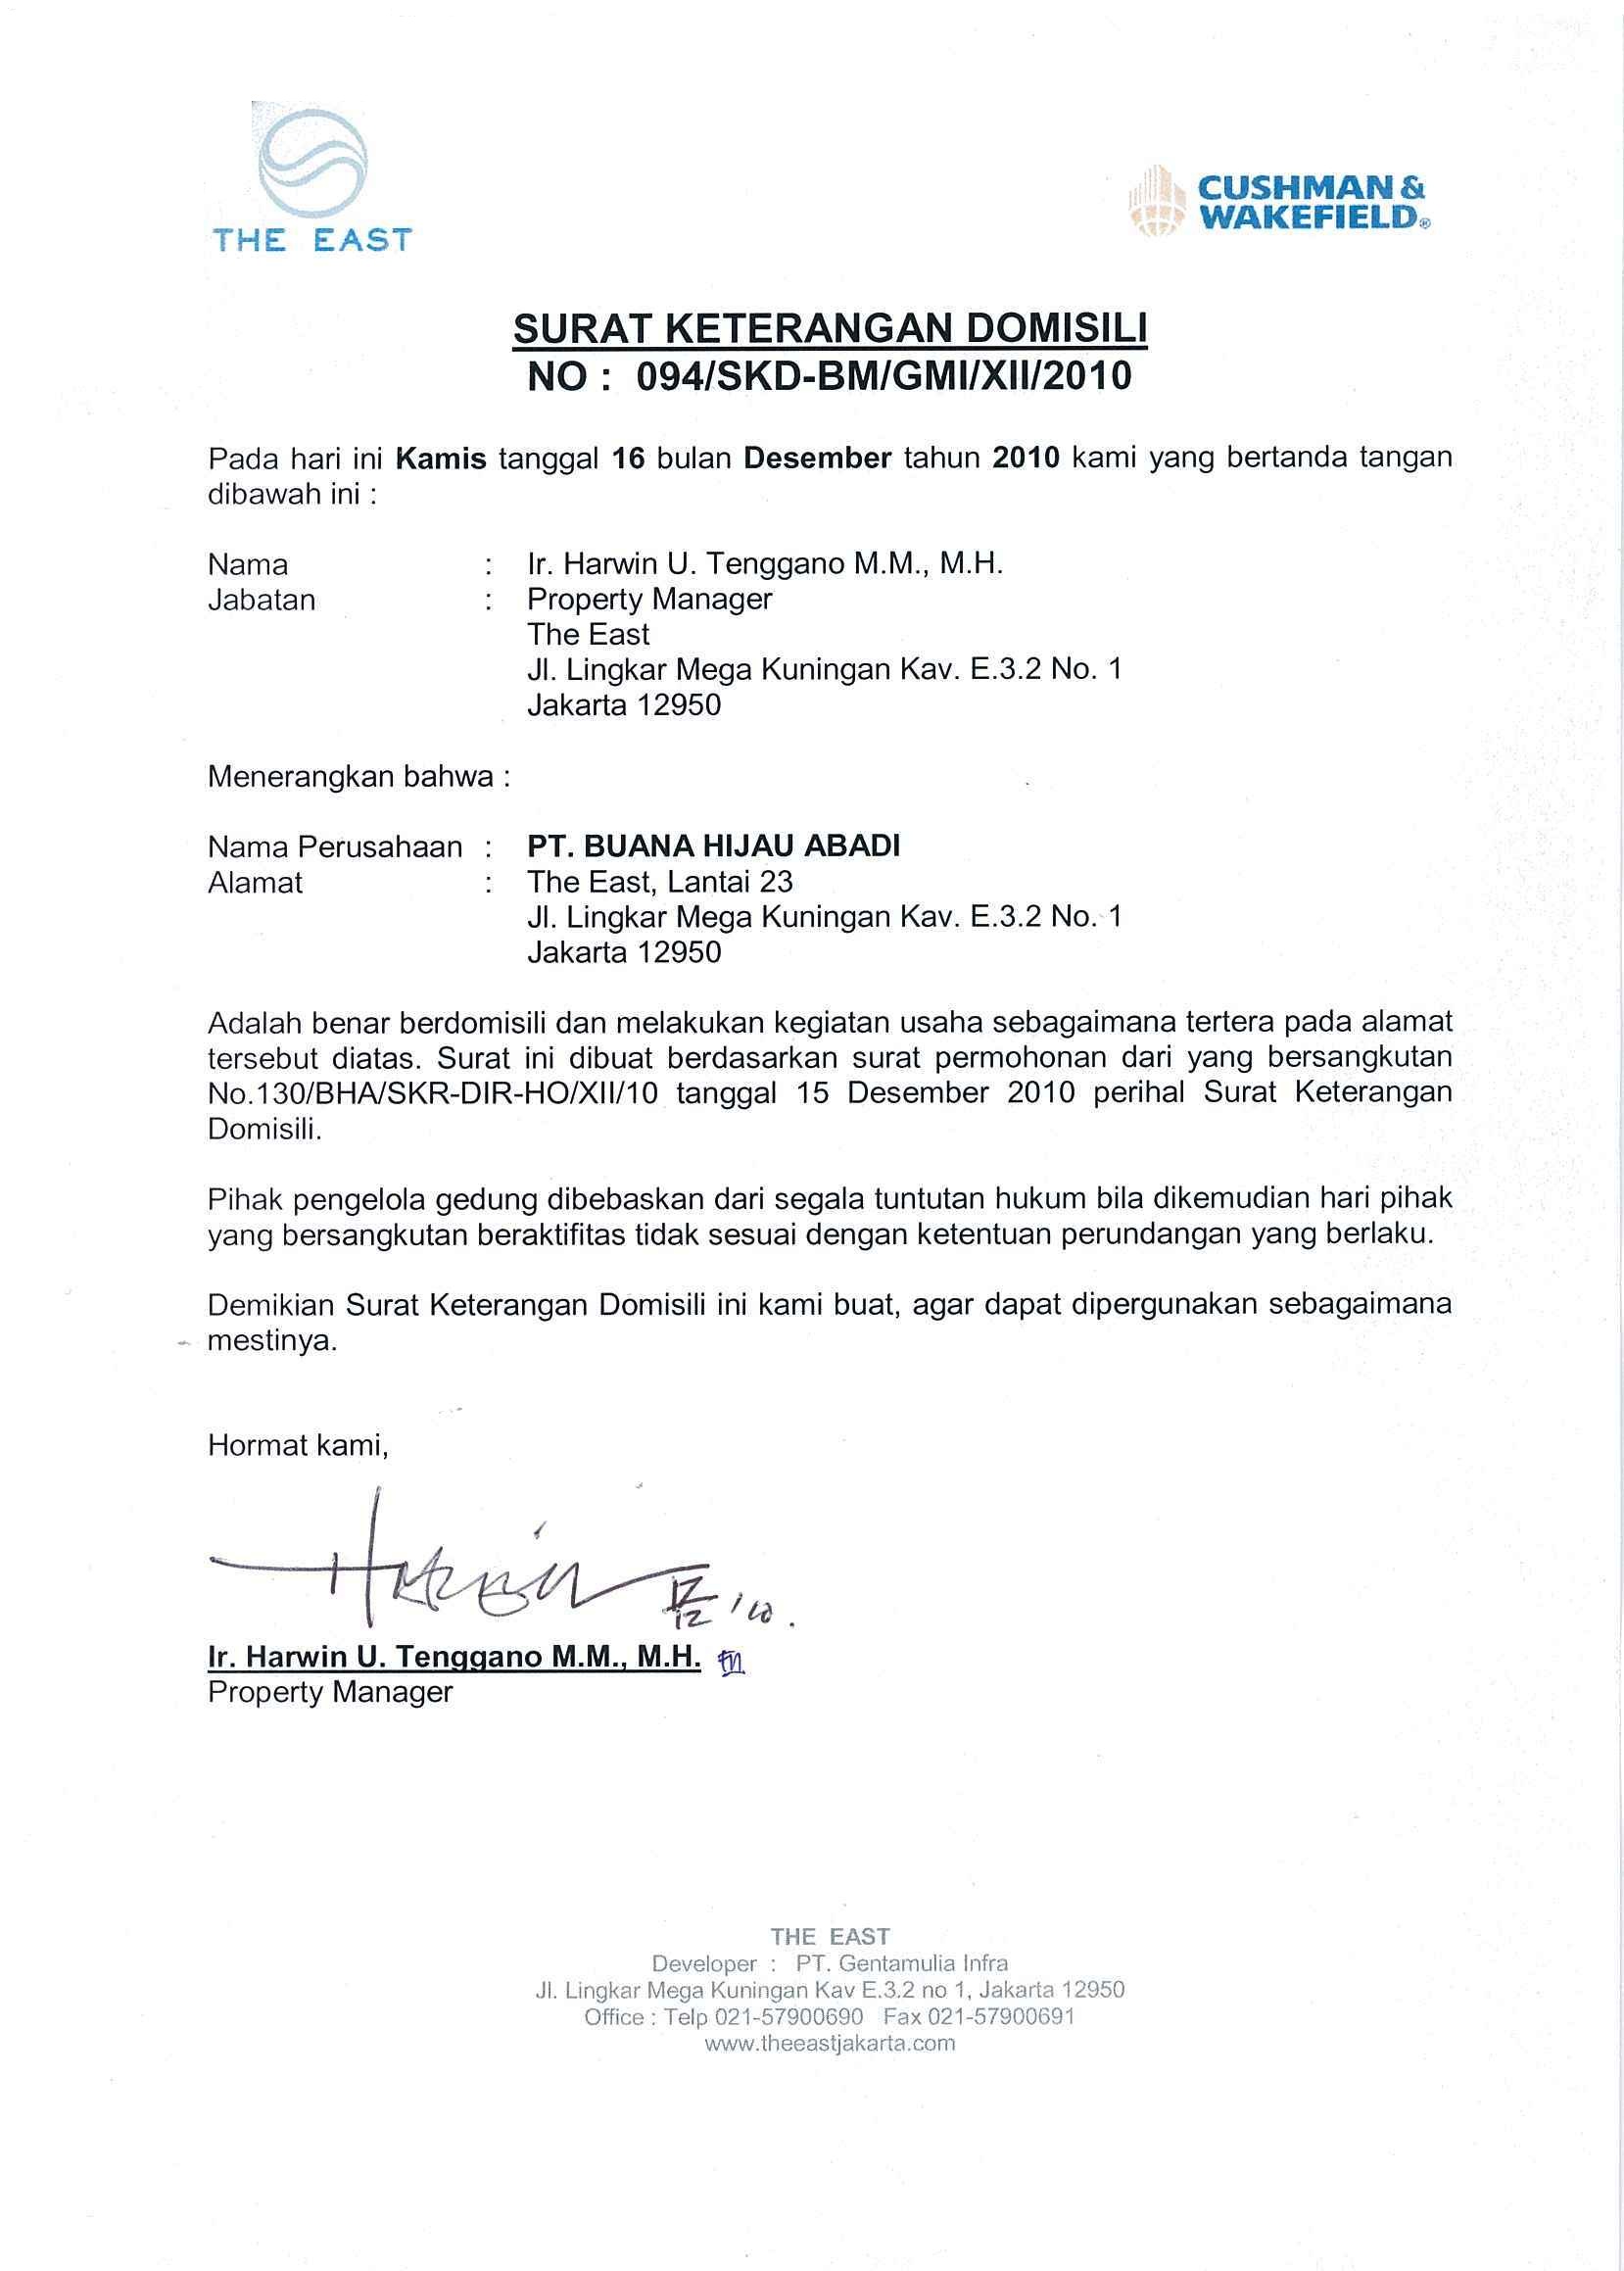 THE EAST
CUSHMAN &
WAKEFIELD®
SURAT KETERANGAN DOMISILI
NO : 094/SKD-BM/GMI/XII/2010
Pada hari ini Kamis tanggal 16 bulan Desember tahun 2010 kami yang bertanda tangan
dibawah ini :
Nama : Ir. Harwin U. Tenggano M.M., M.H.
Jabatan : Property Manager
The East
Jl. Lingkar Mega Kuningan Kav. E.3.2 No. 1
Jakarta 12950
Menerangkan bahwa :
Nama Perusahaan : PT. BUANA HIJAU ABADI
Alamat : The East, Lantai 23
Jl. Lingkar Mega Kuningan Kav. E.3.2 No. 1
Jakarta 12950
Adalah benar berdomisili dan melakukan kegiatan usaha sebagaimana tertera pada alamat
tersebut diatas. Surat ini dibuat berdasarkan surat permohonan dari yang bersangkutan
No.130/BHA/SKR-DIR-HO/XII/10 tanggal 15 Desember 2010 perihal Surat Keterangan
Domisili.
Pihak pengelola gedung dibebaskan dari segala tuntutan hukum bila dikemudian hari pihak
yang bersangkutan beraktifitas tidak sesuai dengan ketentuan perundangan yang berlaku.
Demikian Surat Keterangan Domisili ini kami buat, agar dapat dipergunakan sebagaimana
mestinya.
Hormat kami,
Ir. Harwin U. Tenggano M.M., M.H.
Property Manager
THE EAST
Developer : PT. Gentamulia Infra
Jl. Lingkar Mega Kuningan Kav E.3.2 no 1, Jakarta 12950
Office : Telp 021-57900690 Fax 021-57900691
www.theeastjakarta.com